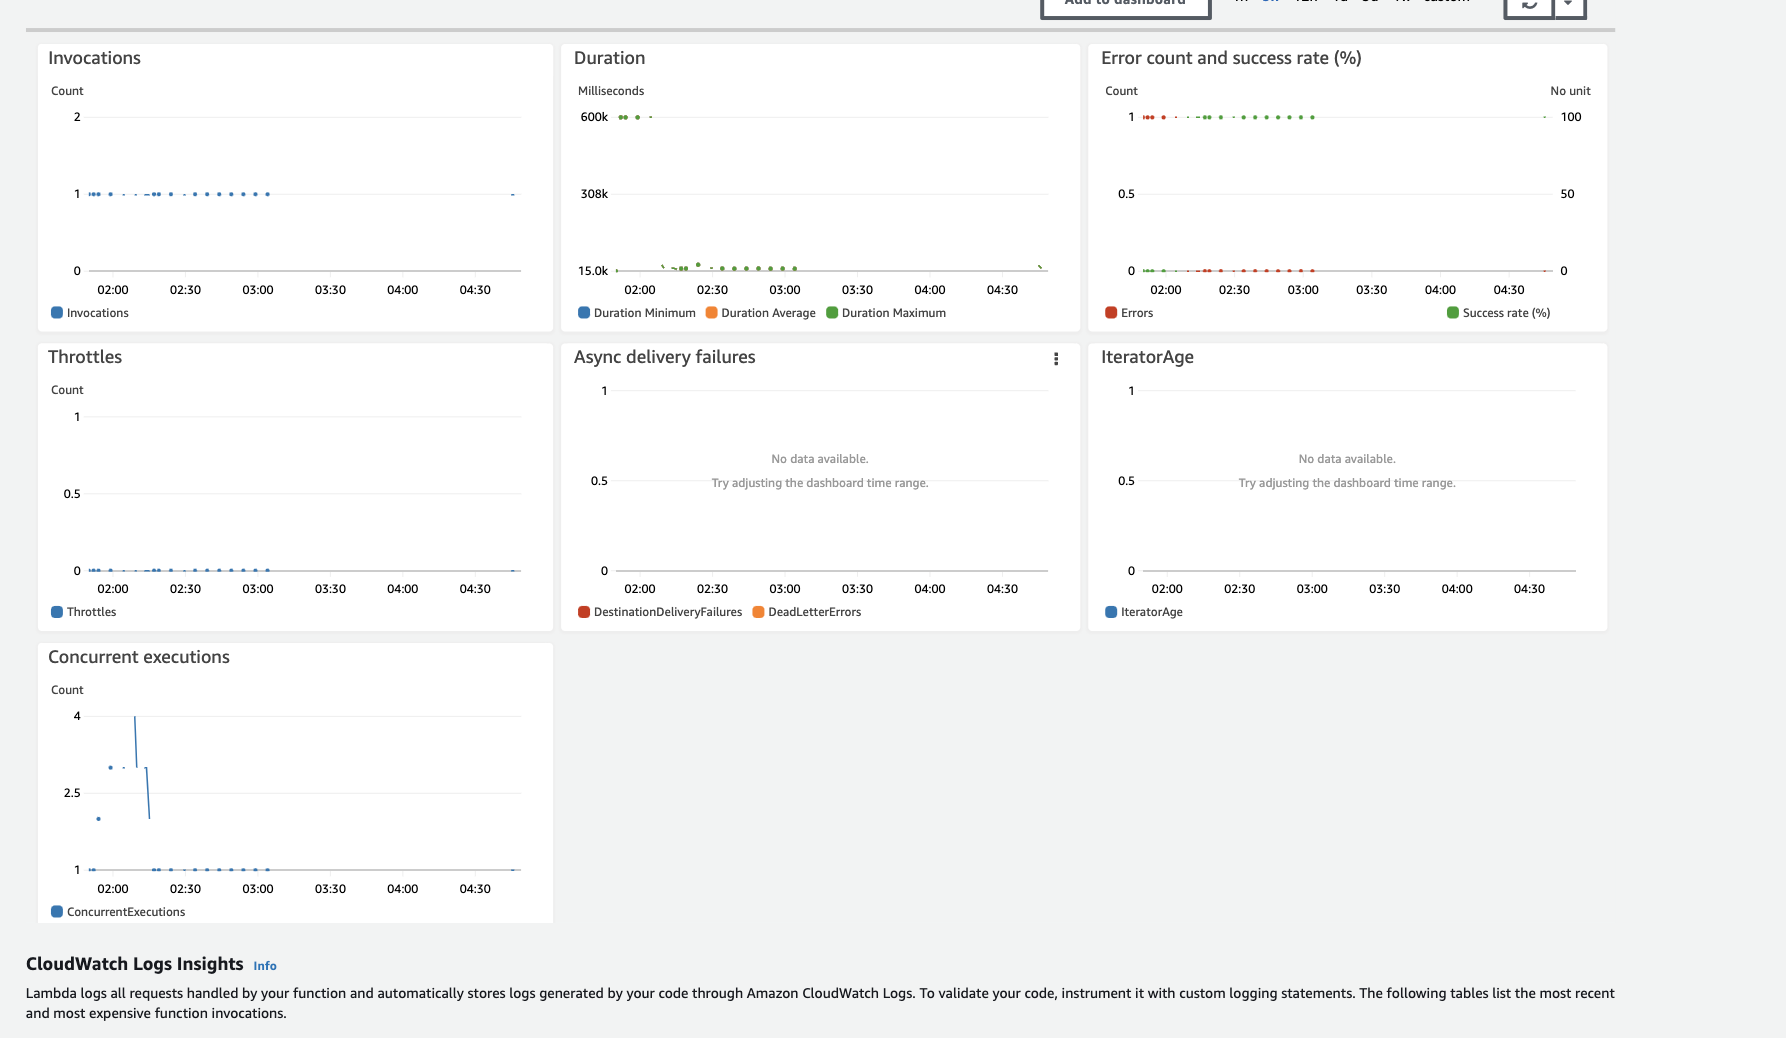 Add to dashboard
3h
12h
1d
3d
1w
custom
Invocations
Count
2
1
0
02:00 02:30 03:00 03:30 04:00 04:30
Invocations
Duration
Milliseconds
600k
308k
15.0k
02:00 02:30 03:00 03:30 04:00 04:30
Duration Minimum Duration Average Duration Maximum
Error count and success rate (%)
Count No unit
1 100
0.5 50
0 0
02:00 02:30 03:00 03:30 04:00 04:30
Errors Success rate (%)
Throttles
Count
1
0.5
0
02:00 02:30 03:00 03:30 04:00 04:30
Throttles
Async delivery failures
1
No data available.
0.5
Try adjusting the dashboard time range.
0
02:00 02:30 03:00 03:30 04:00 04:30
DestinationDeliveryFailures DeadLetterErrors
IteratorAge
1
No data available.
0.5
Try adjusting the dashboard time range.
0
02:00 02:30 03:00 03:30 04:00 04:30
IteratorAge
Concurrent executions
Count
4
2.5
1
02:00 02:30 03:00 03:30 04:00 04:30
ConcurrentExecutions
CloudWatch Logs Insights Info
Lambda logs all requests handled by your function and automatically stores logs generated by your code through Amazon CloudWatch Logs. To validate your code, instrument it with custom logging statements. The following tables list the most recent
and most expensive function invocations.